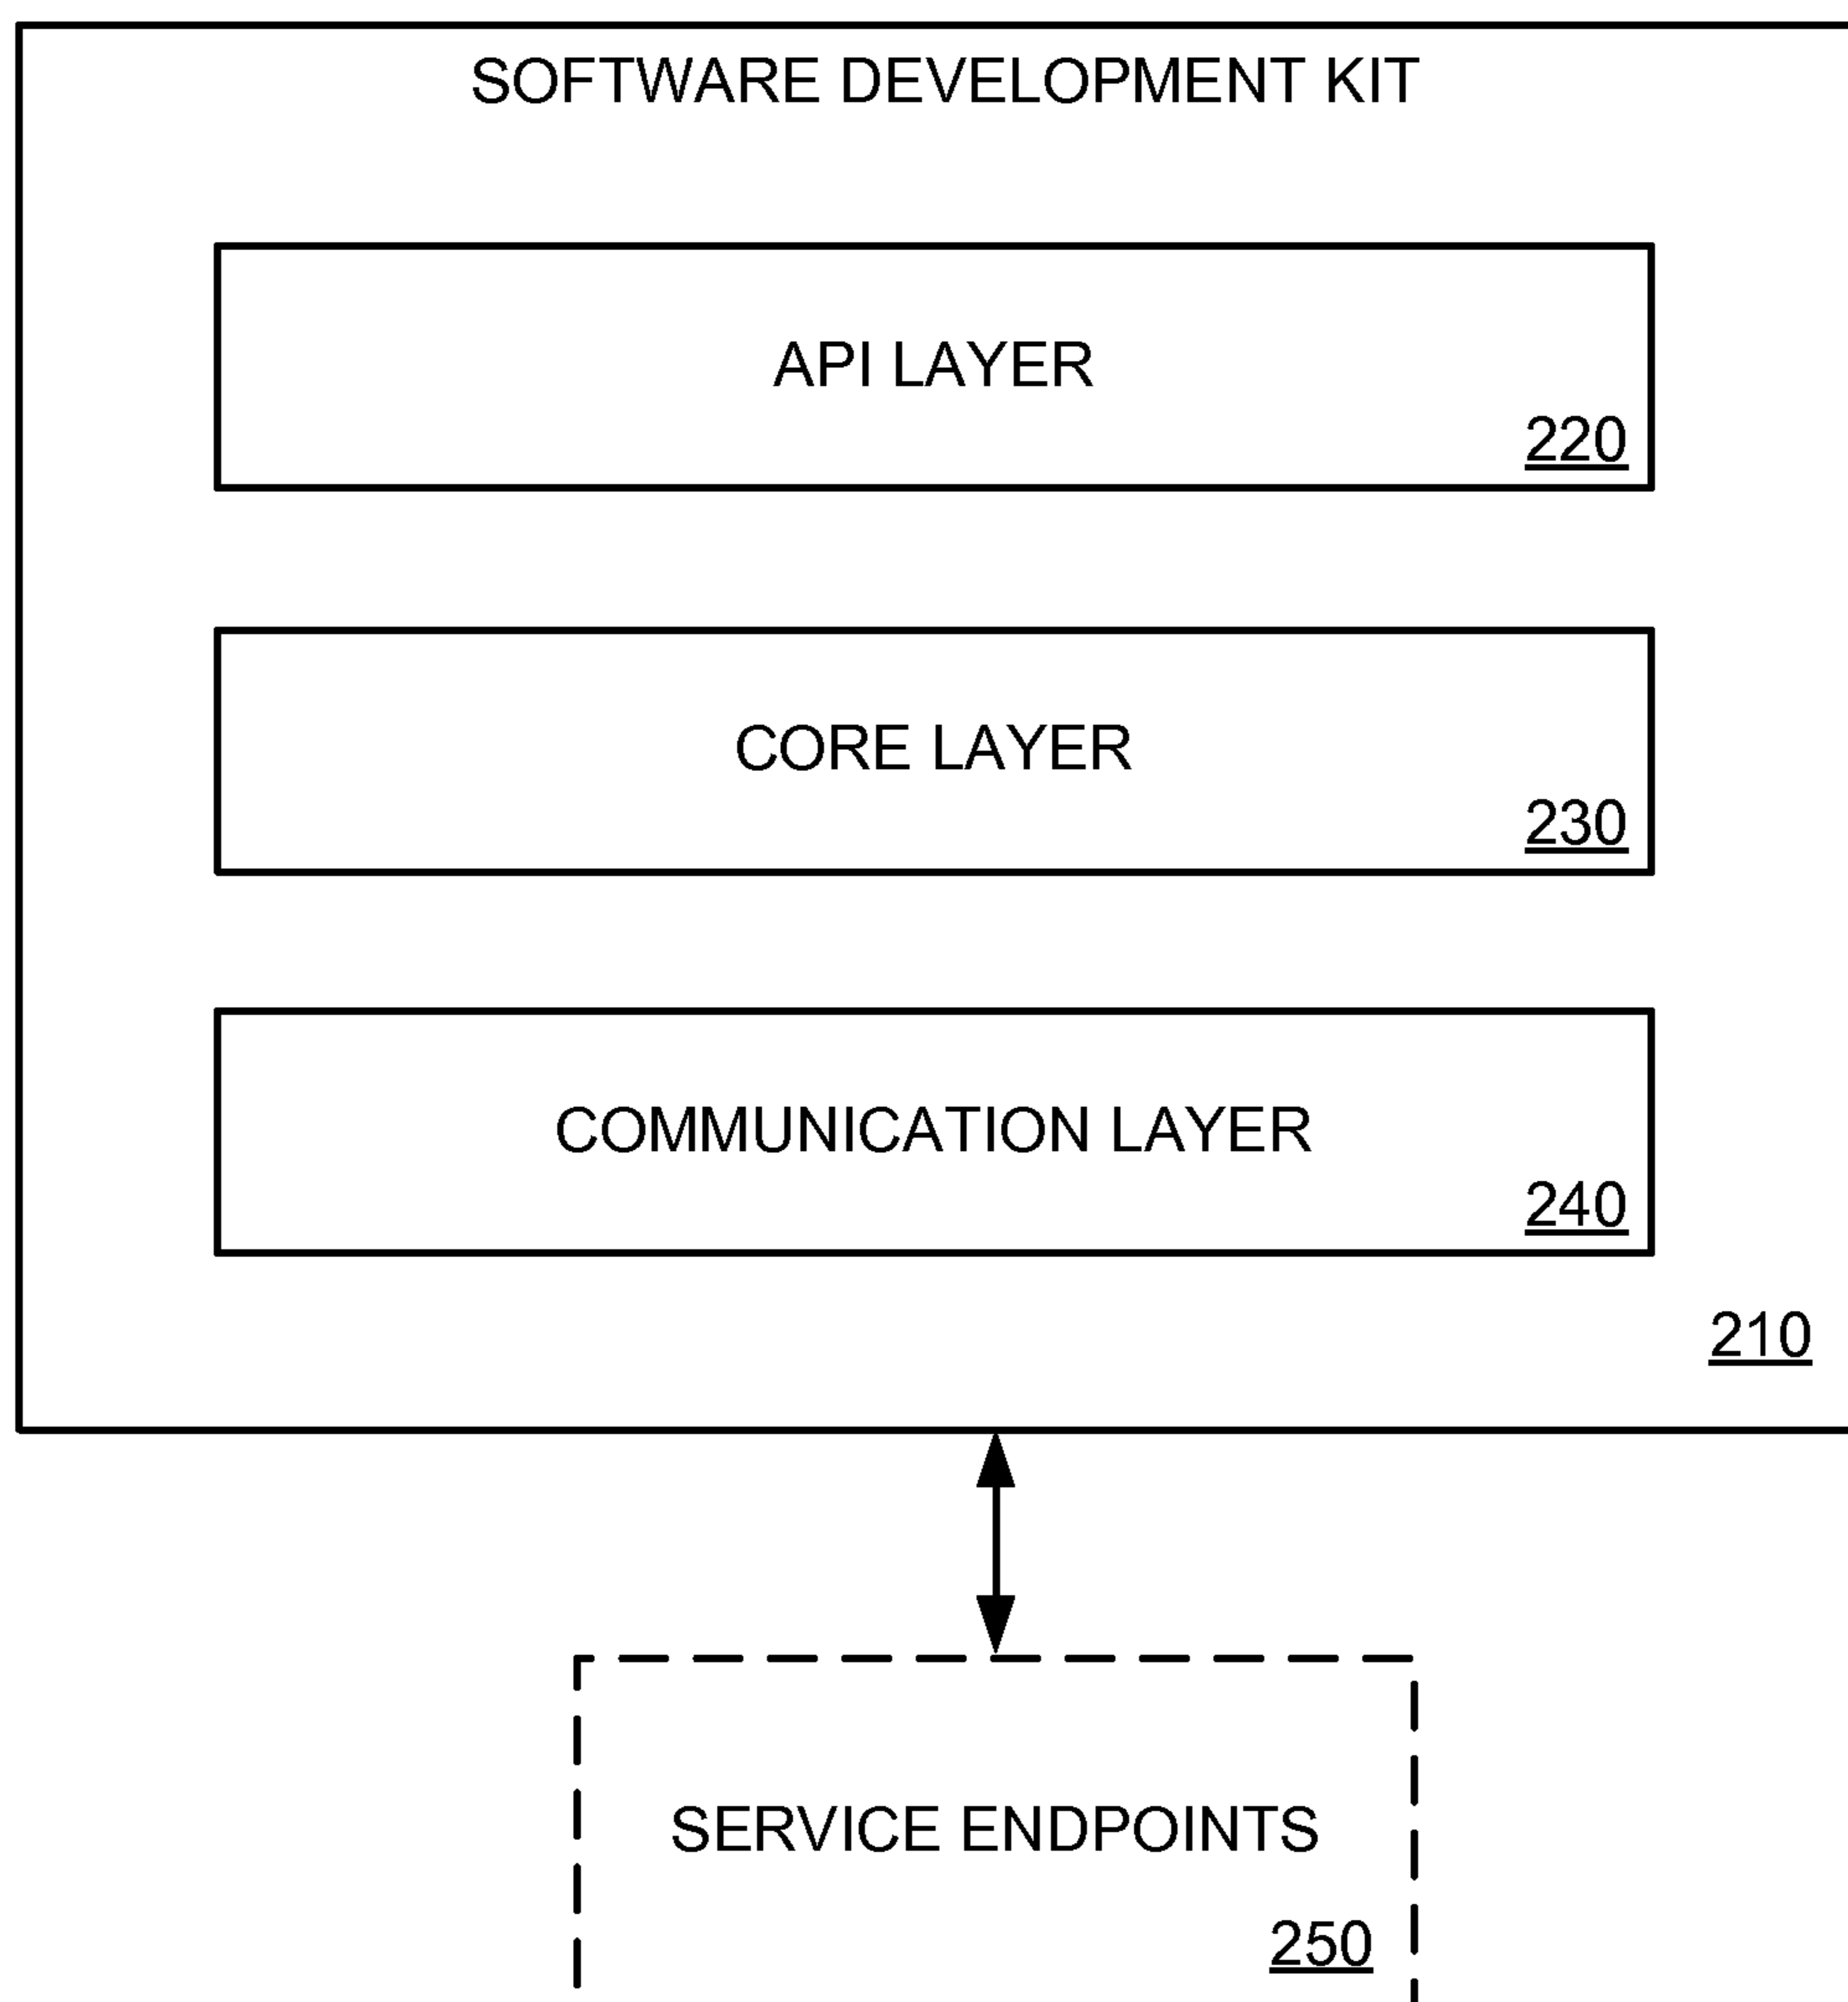 SOFTWARE DEVELOPMENT KIT
API LAYER
220
CORE LAYER
230
COMMUNICATION LAYER
240
210
SERVICE ENDPOINTS
250